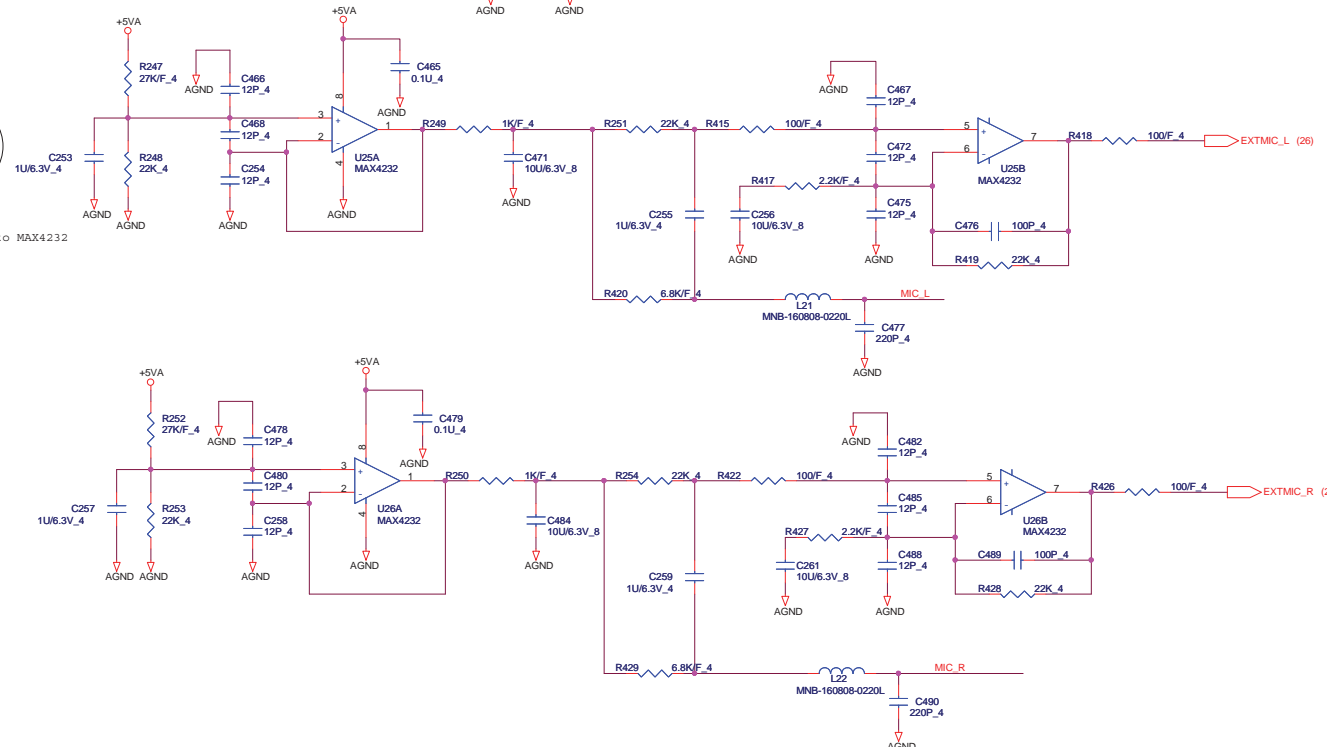 AGND
AGND
+5VA
+5VA
R247
27K/F_4
C466
12P_4
C465
0.1U_4
AGND
AGND
8
3
+
2
-
1
4
U25A
MAX4232
C468
12P_4
C253
1U/6.3V_4
R248
22K_4
C254
12P_4
AGND
AGND
AGND
AGND
R249
1K/F_4
C471
10U/6.3V_8
AGND
R251
22K_4
R415
100/F_4
AGND
C467
12P_4
C472
12P_4
5
+
6
-
7
U25B
MAX4232
R418
100/F_4
EXTMIC_L (26)
R417
2.2K/F_4
C255
1U/6.3V_4
C256
10U/6.3V_8
C475
12P_4
AGND
AGND
C476
100P_4
R419
22K_4
o MAX4232
R420
6.8K/F_4
L21
MNB-160808-0220L
MIC_L
C477
220P_4
AGND
+5VA
+5VA
R252
27K/F_4
C478
12P_4
C479
0.1U_4
AGND
AGND
8
3
+
2
-
1
4
U26A
MAX4232
C480
12P_4
C257
1U/6.3V_4
R253
22K_4
C258
12P_4
AGND
AGND
AGND
AGND
R250
1K/F_4
C484
10U/6.3V_8
AGND
R254
22K_4
R422
100/F_4
AGND
C482
12P_4
C485
12P_4
5
+
6
-
7
U26B
MAX4232
R426
100/F_4
EXTMIC_R (2
R427
2.2K/F_4
C259
1U/6.3V_4
C261
10U/6.3V_8
C488
12P_4
AGND
AGND
C489
100P_4
R428
22K_4
R429
6.8K/F_4
L22
MNB-160808-0220L
MIC_R
C490
220P_4
AGND